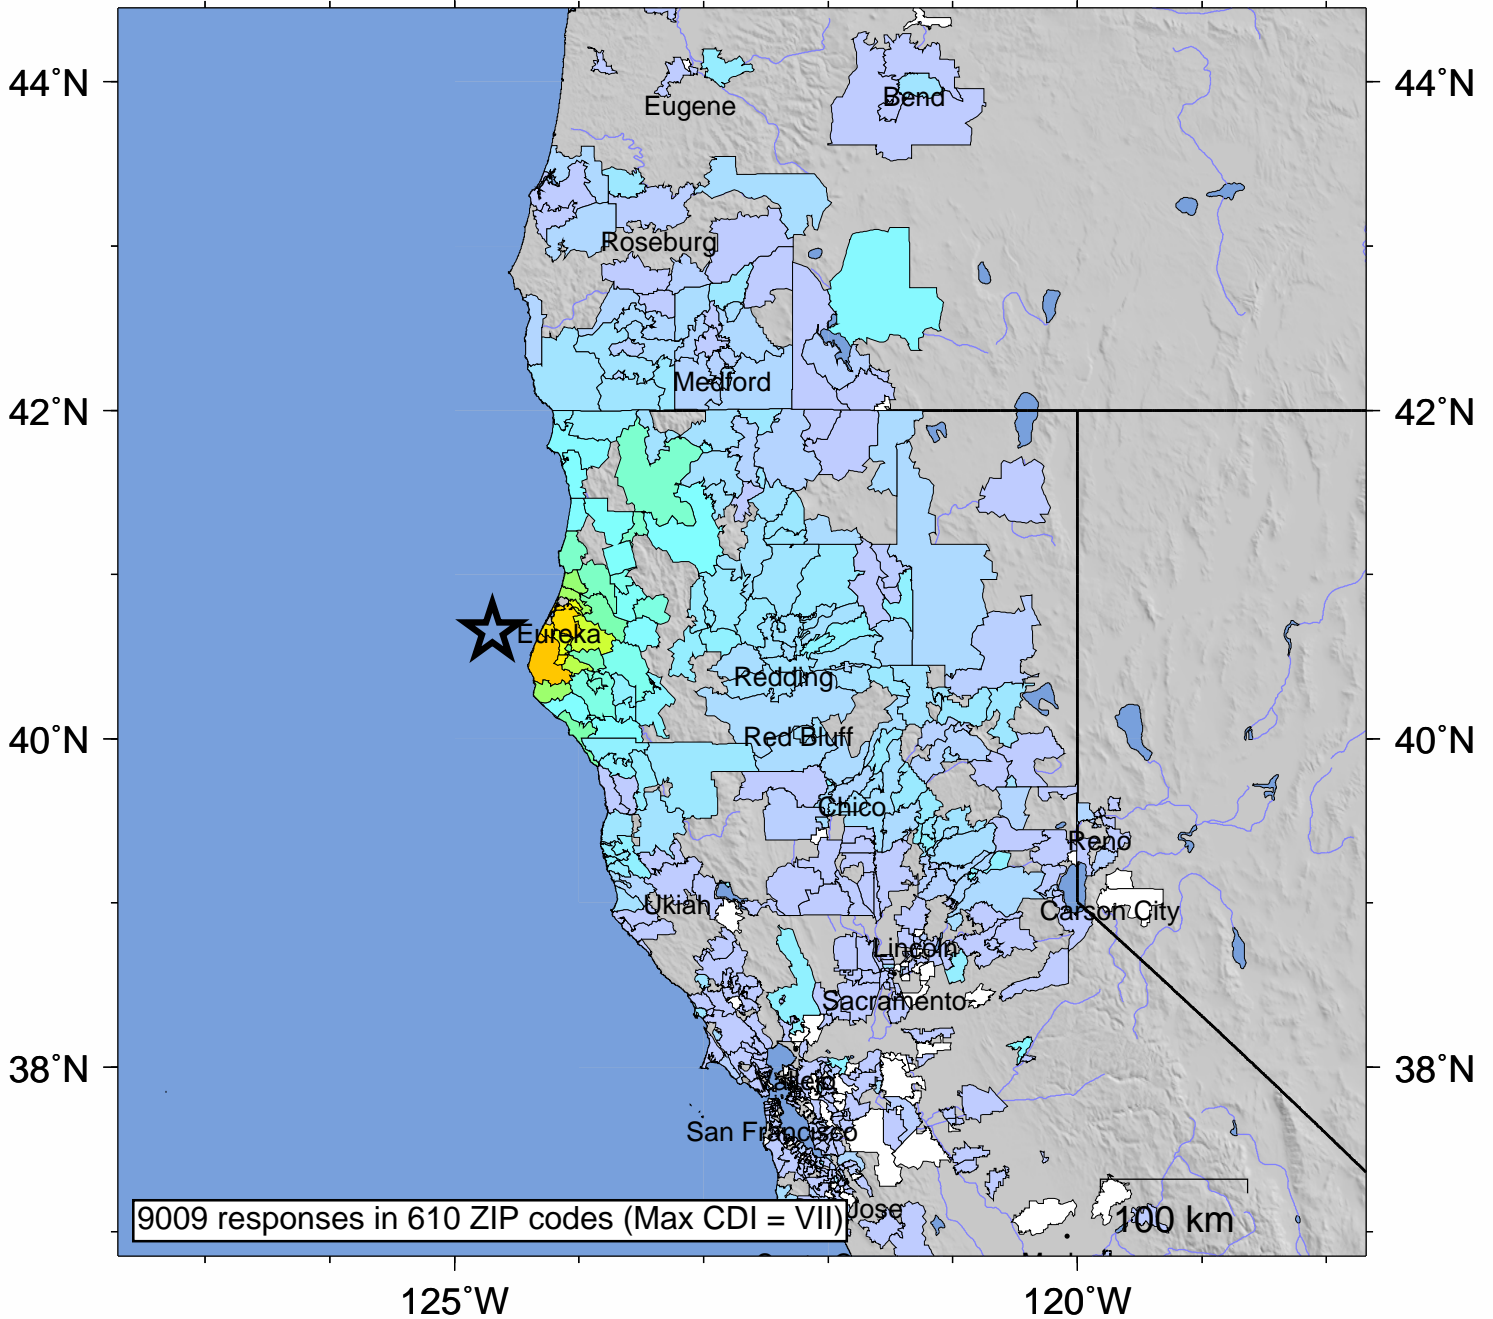 44°N
44°N
Eugene
Bend
Roseburg
Medford
42°N
42°N
Eureka
Redding
40°N
Red Bluff
40°N
Chico
Reno
Ukiah
Carson City
Lincoln
Sacramento
38°N
Vallejo
38°N
San Francisco
9009 responses in 610 ZIP codes (Max CDI = VII)
Jose
100 km
125°W
120°W